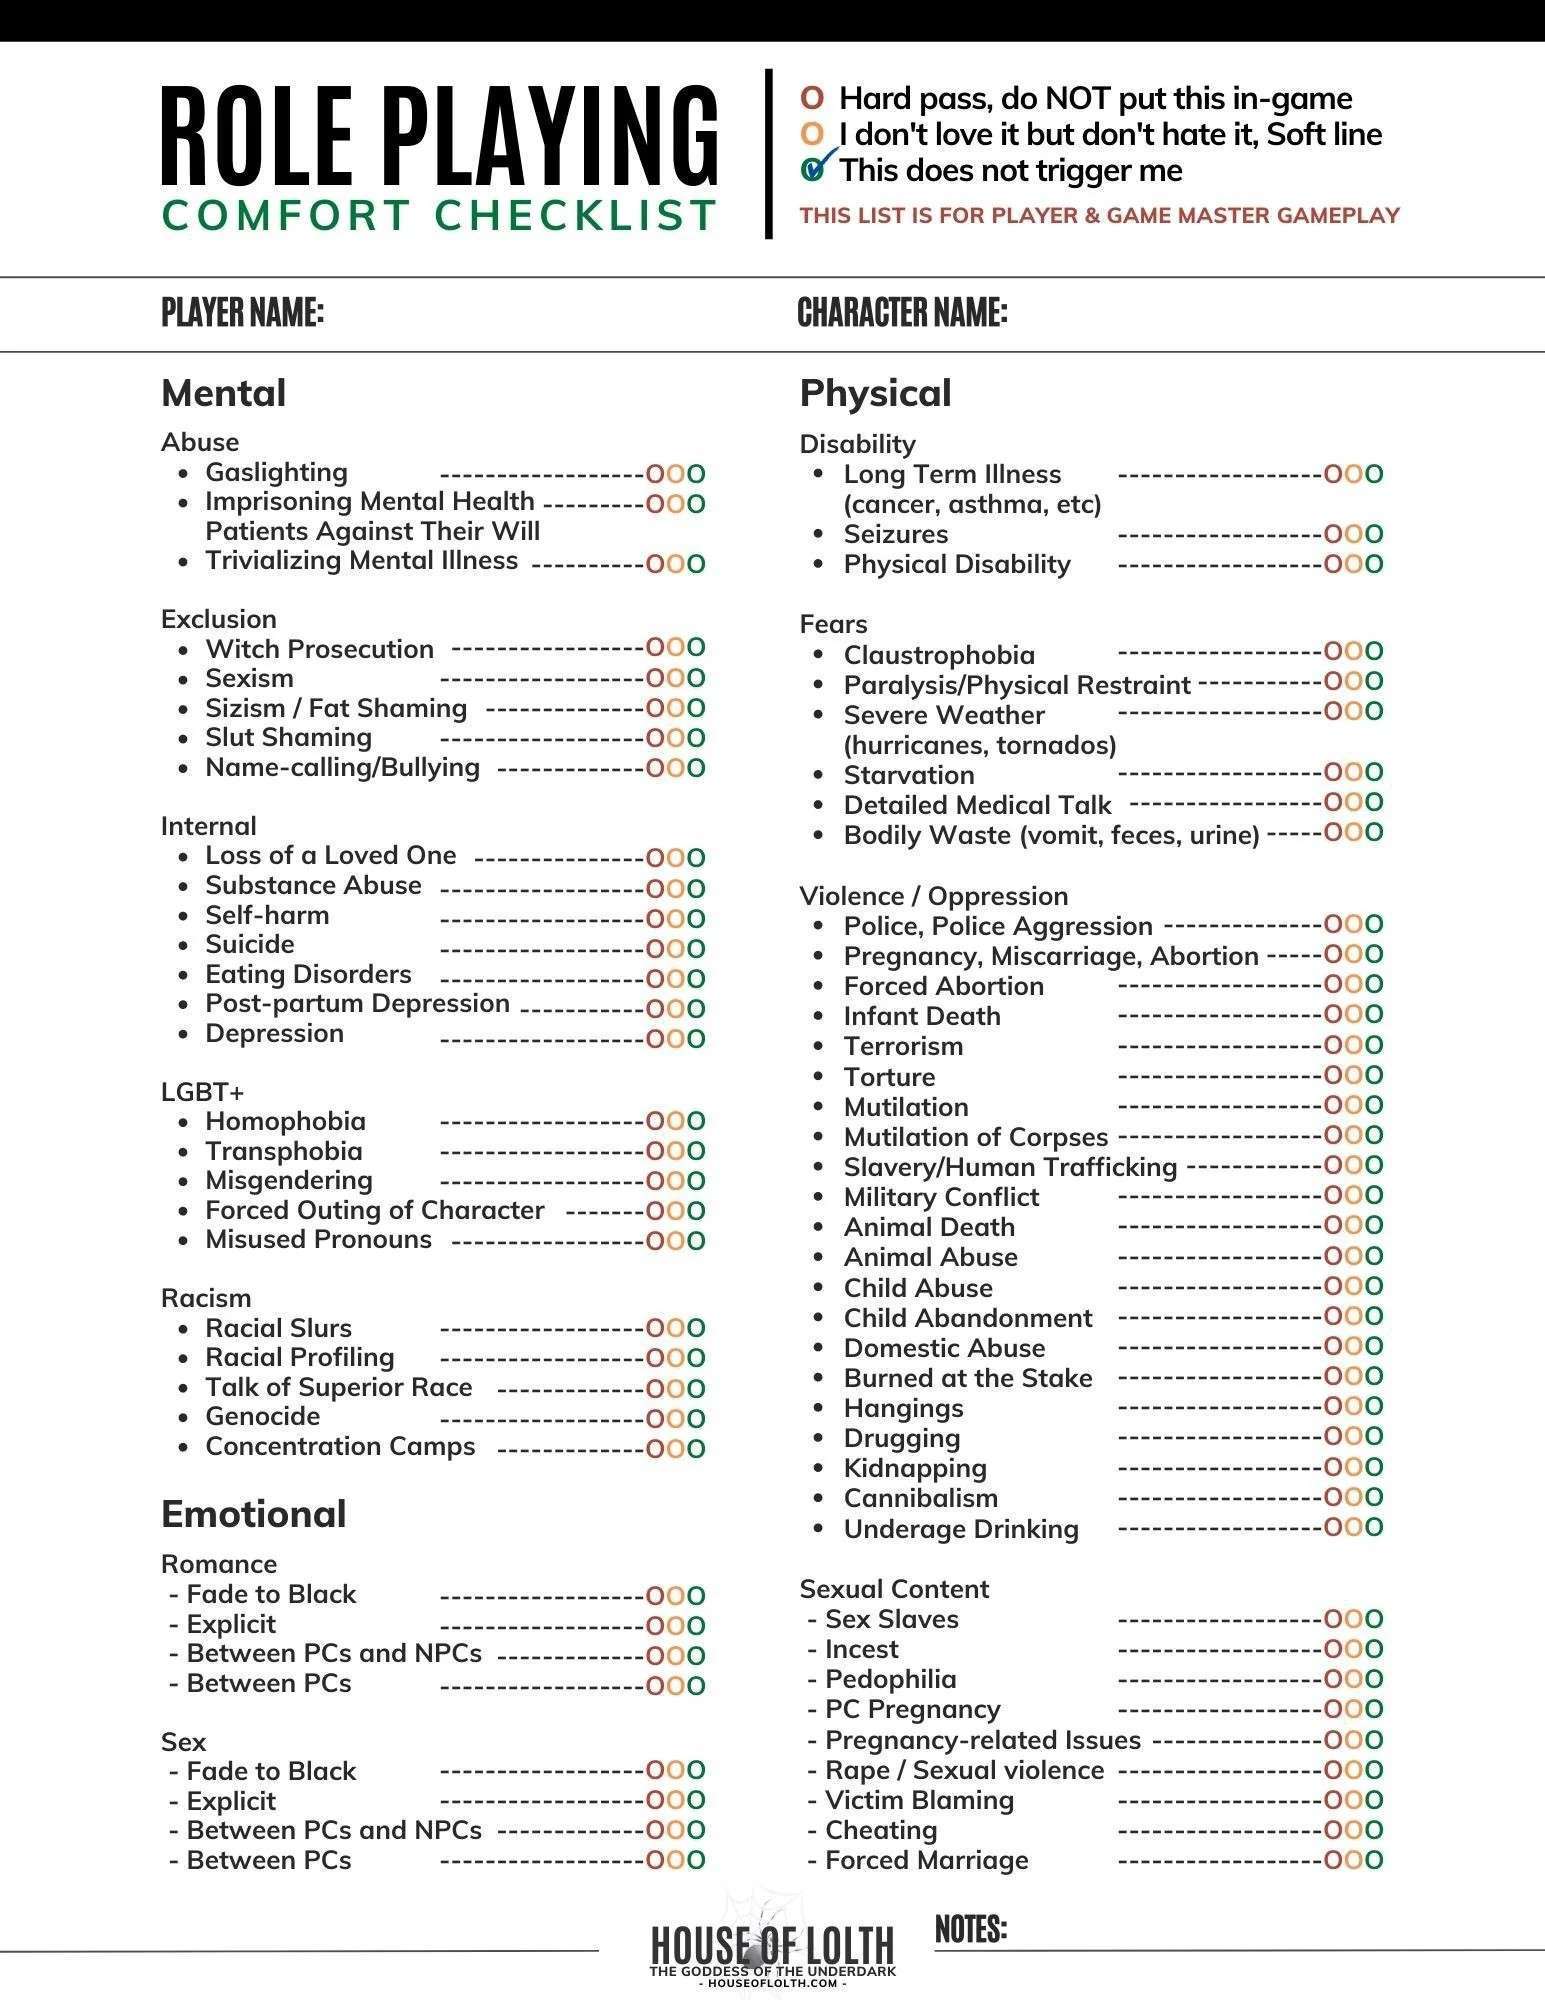 ROLE PLAYING
COMFORT CHECKLIST
O Hard pass, do NOT put this in-game
O I don't love it but don't hate it, Soft line
O This does not trigger me
THIS LIST IS FOR PLAYER & GAME MASTER GAMEPLAY
PLAYER NAME:
CHARACTER NAME:
Mental
Abuse
• Gaslighting ------------------OOO
• Imprisoning Mental Health ---------OOO
Patients Against Their Will
• Trivializing Mental Illness ----------OOO
Exclusion
• Witch Prosecution -----------------OOO
• Sexism ------------------OOO
• Sizism / Fat Shaming --------------OOO
• Slut Shaming ------------------OOO
• Name-calling/Bullying -------------OOO
Internal
• Loss of a Loved One ---------------OOO
• Substance Abuse ------------------OOO
• Self-harm ------------------OOO
• Suicide ------------------OOO
• Eating Disorders ------------------OOO
• Post-partum Depression -----------OOO
• Depression ------------------OOO
LGBT+
• Homophobia ------------------OOO
• Transphobia ------------------OOO
• Misgendering ------------------OOO
• Forced Outing of Character -------OOO
• Misused Pronouns -----------------OOO
Racism
• Racial Slurs ------------------OOO
• Racial Profiling ------------------OOO
• Talk of Superior Race -------------OOO
• Genocide ------------------OOO
• Concentration Camps -------------OOO
Emotional
Romance
- Fade to Black ------------------OOO
- Explicit ------------------OOO
- Between PCs and NPCs -------------OOO
- Between PCs ------------------OOO
Sex
- Fade to Black ------------------OOO
- Explicit ------------------OOO
- Between PCs and NPCs -------------OOO
- Between PCs ------------------OOO
Physical
Disability
• Long Term Illness ------------------OOO
(cancer, asthma, etc)
• Seizures ------------------OOO
• Physical Disability ------------------OOO
Fears
• Claustrophobia ------------------OOO
• Paralysis/Physical Restraint -----------OOO
• Severe Weather ------------------OOO
(hurricanes, tornados)
• Starvation ------------------OOO
• Detailed Medical Talk -----------------OOO
• Bodily Waste (vomit, feces, urine) -----OOO
Violence / Oppression
• Police, Police Aggression --------------OOO
• Pregnancy, Miscarriage, Abortion -----OOO
• Forced Abortion ------------------OOO
• Infant Death ------------------OOO
• Terrorism ------------------OOO
• Torture ------------------OOO
• Mutilation ------------------OOO
• Mutilation of Corpses ------------------OOO
• Slavery/Human Trafficking ------------OOO
• Military Conflict ------------------OOO
• Animal Death ------------------OOO
• Animal Abuse ------------------OOO
• Child Abuse ------------------OOO
• Child Abandonment ------------------OOO
• Domestic Abuse ------------------OOO
• Burned at the Stake ------------------OOO
• Hangings ------------------OOO
• Drugging ------------------OOO
• Kidnapping ------------------OOO
• Cannibalism ------------------OOO
• Underage Drinking ------------------OOO
Sexual Content
- Sex Slaves ------------------OOO
- Incest ------------------OOO
- Pedophilia ------------------OOO
- PC Pregnancy ------------------OOO
- Pregnancy-related Issues ---------------OOO
- Rape / Sexual violence ------------------OOO
- Victim Blaming ------------------OOO
- Cheating ------------------OOO
- Forced Marriage ------------------OOO
HOUSE OF LOLTH
THE GODDESS OF THE UNDERDARK
- HOUSEOFLOLTH.COM -
NOTES: